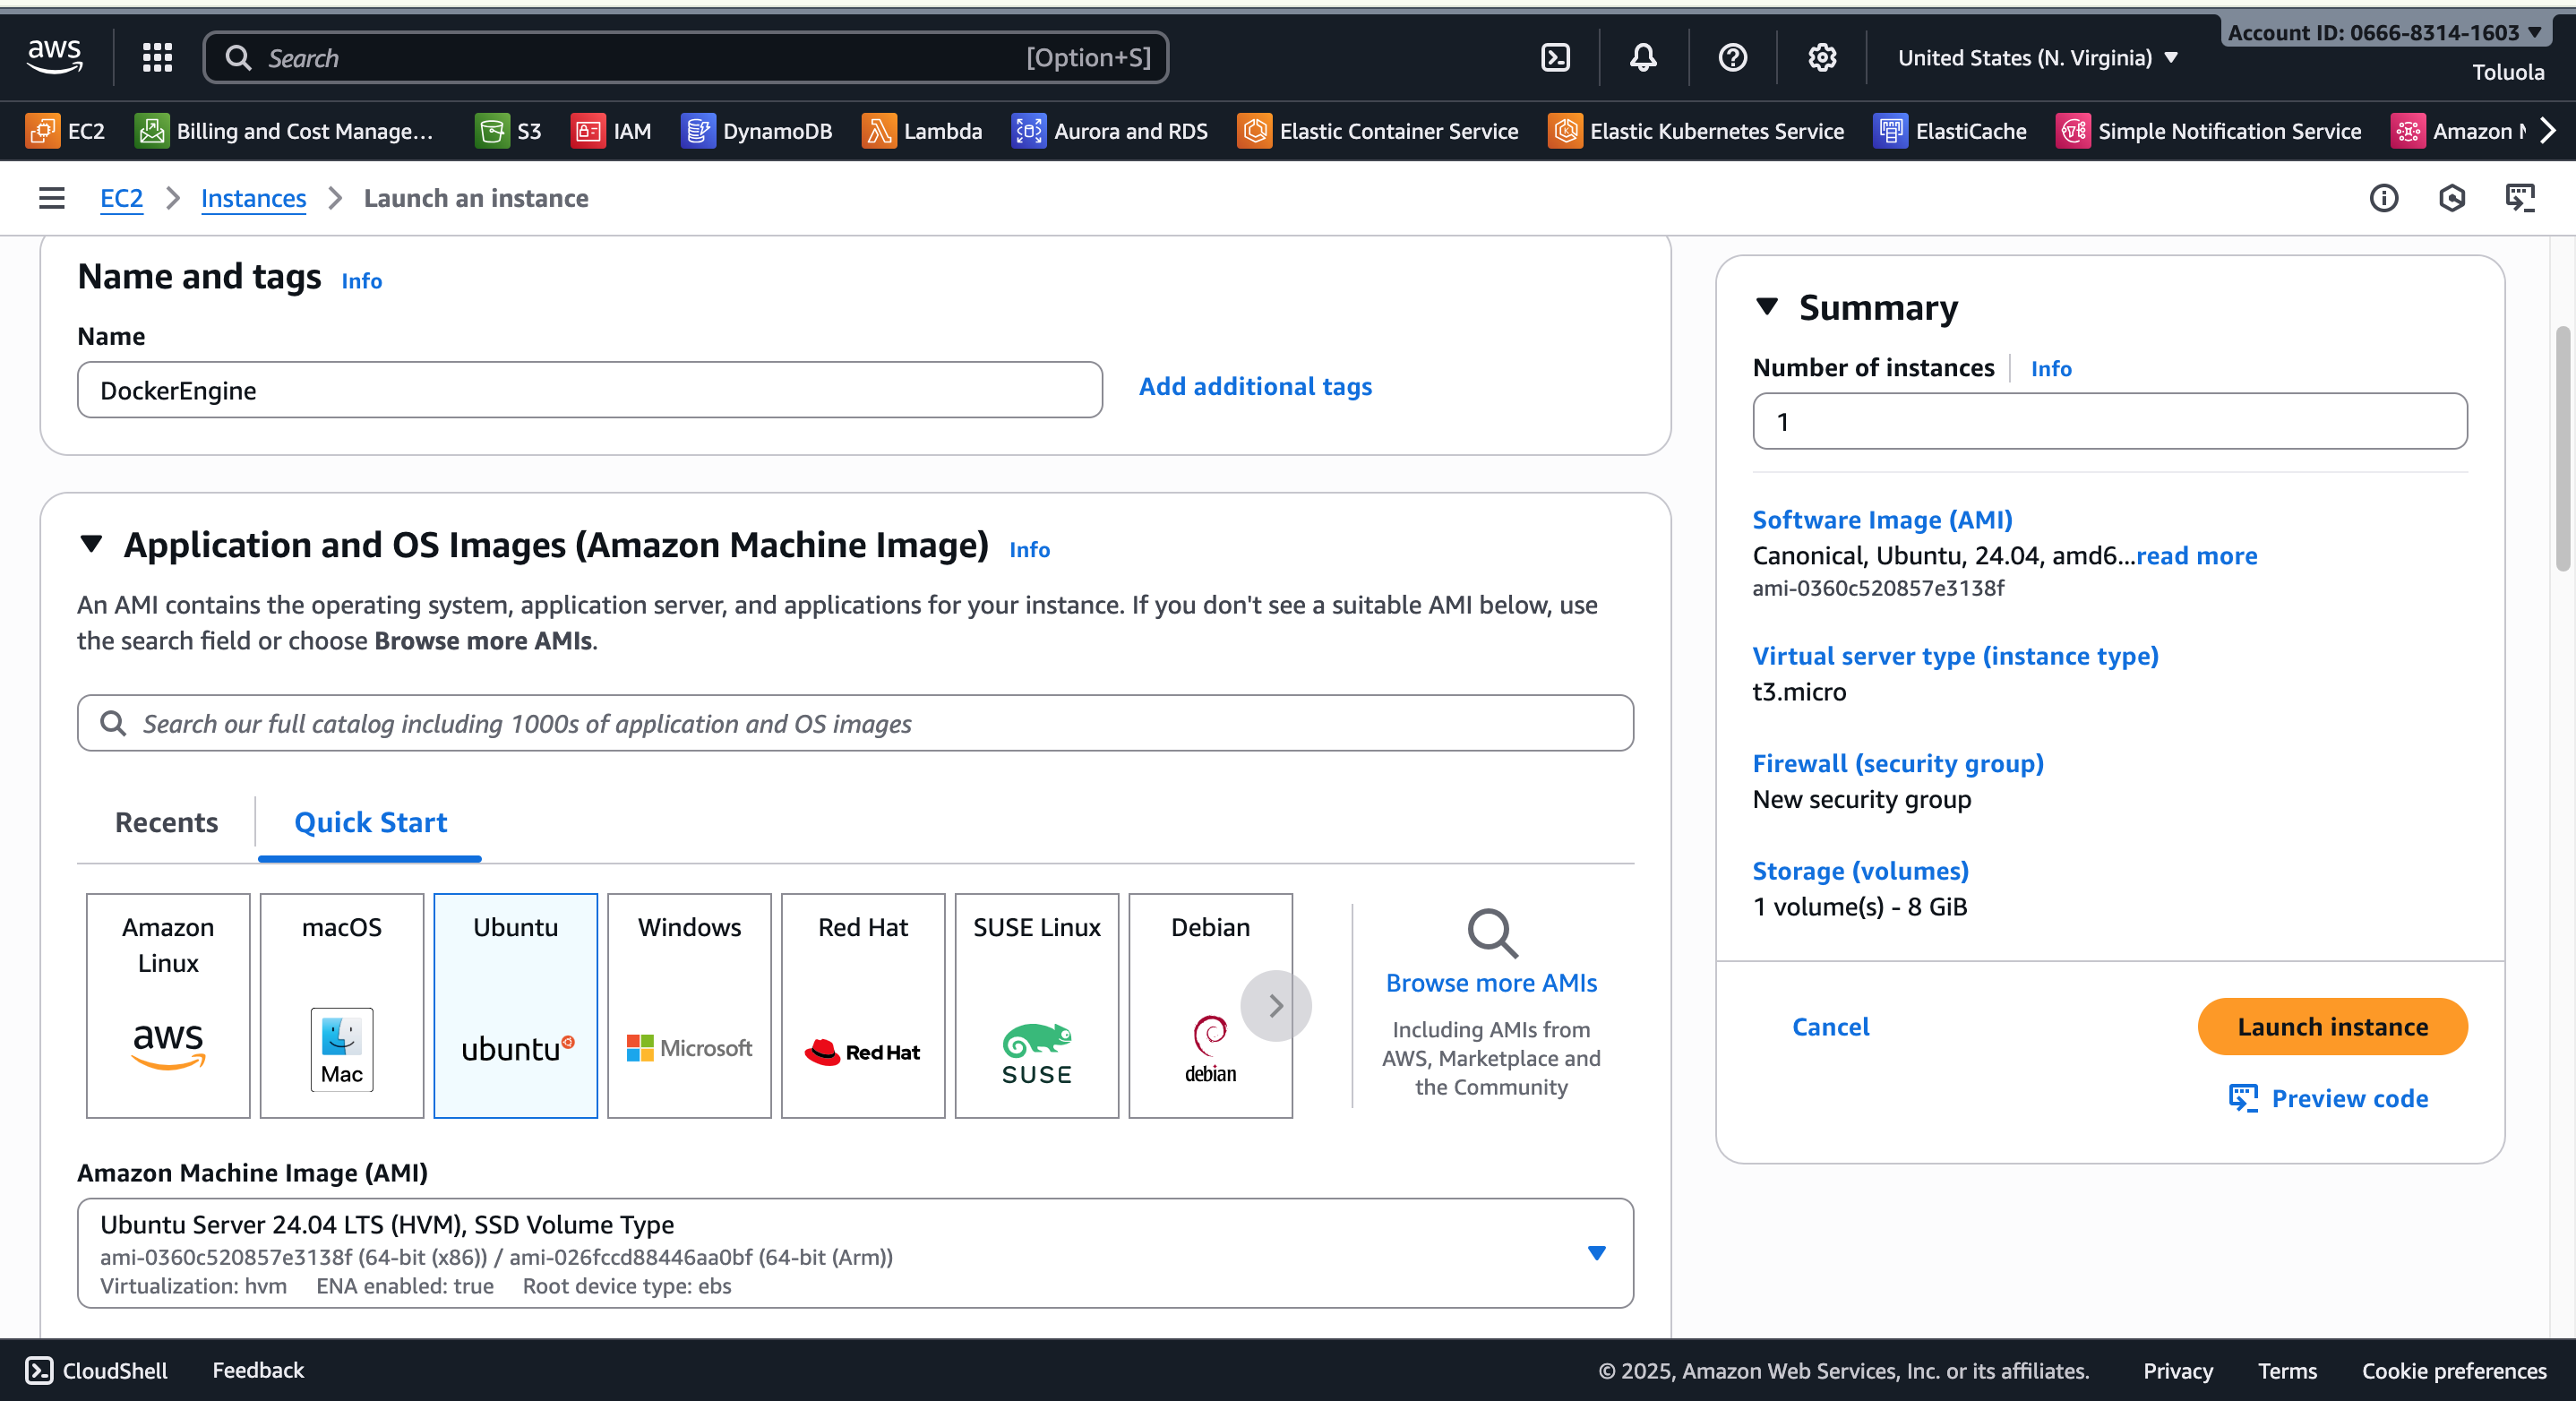 aws
Search
[Option+S]
United States (N. Virginia)
Account ID: 0666-8314-1603
Toluola
EC2
Billing and Cost Manage...
S3
IAM
DynamoDB
Lambda
Aurora and RDS
Elastic Container Service
Elastic Kubernetes Service
ElastiCache
Simple Notification Service
Amazon
EC2 > Instances > Launch an instance
Name and tags Info
Name
DockerEngine
Add additional tags
Application and OS Images (Amazon Machine Image) Info
An AMI contains the operating system, application server, and applications for your instance. If you don't see a suitable AMI below, use
the search field or choose Browse more AMIs.
Search our full catalog including 1000s of application and OS images
Recents
Quick Start
Amazon
Linux
aws
macOS
Mac
Ubuntu
ubuntu
Windows
Microsoft
Red Hat
Red Hat
SUSE Linux
SUSE
Debian
debian
Browse more AMIs
Including AMIs from
AWS, Marketplace and
the Community
Amazon Machine Image (AMI)
Ubuntu Server 24.04 LTS (HVM), SSD Volume Type
ami-0360c520857e3138f (64-bit (x86)) / ami-026fccd88446aa0bf (64-bit (Arm))
Virtualization: hvm ENA enabled: true Root device type: ebs
Summary
Number of instances Info
1
Software Image (AMI)
Canonical, Ubuntu, 24.04, amd6...read more
ami-0360c520857e3138f
Virtual server type (instance type)
t3.micro
Firewall (security group)
New security group
Storage (volumes)
1 volume(s) - 8 GiB
Cancel
Launch instance
Preview code
CloudShell
Feedback
© 2025, Amazon Web Services, Inc. or its affiliates.
Privacy
Terms
Cookie preferences